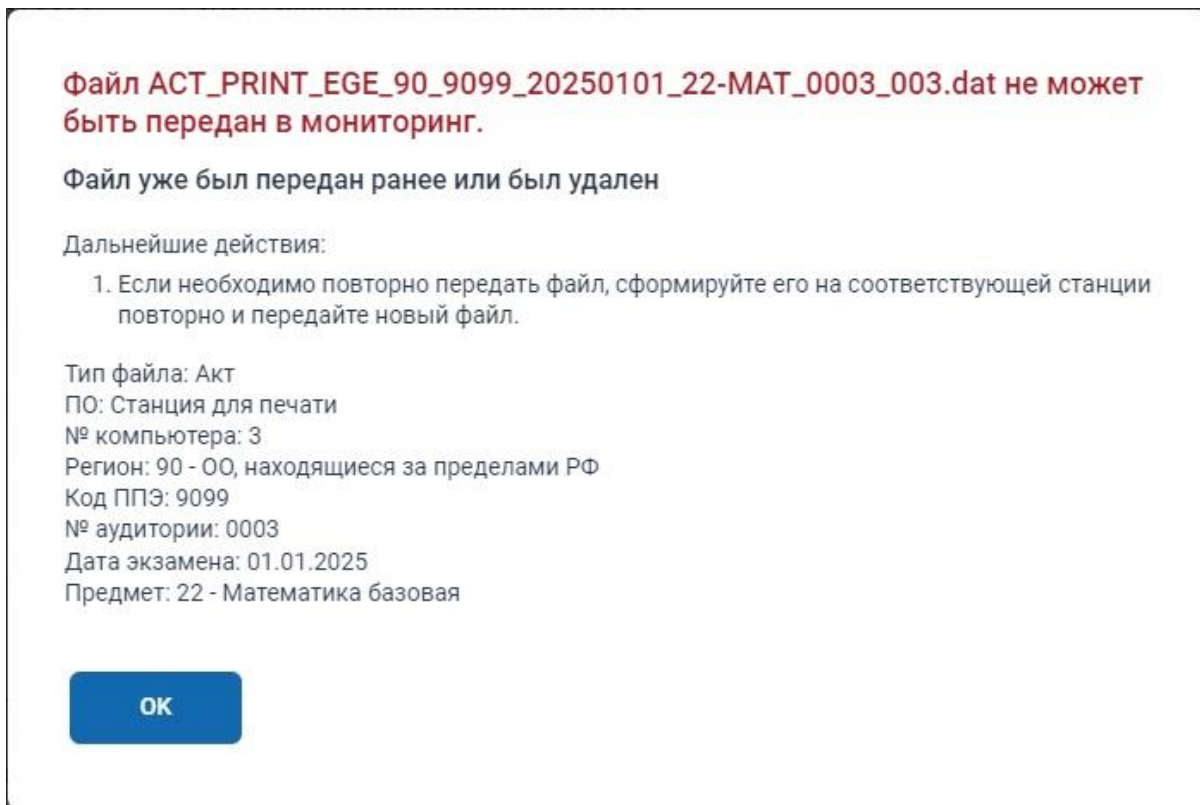 Файл ACT_PRINT_EGE_90_9099_20250101_22-MAT_0003_003.dat не может
быть передан в мониторинг.
Файл уже был передан ранее или был удален
Дальнейшие действия:
1. Если необходимо повторно передать файл, сформируйте его на соответствующей станции
повторно и передайте новый файл.
Тип файла: Акт
ПО: Станция для печати
№ компьютера: 3
Регион: 90 - ОО, находящиеся за пределами РФ
Код ППЭ: 9099
№ аудитории: 0003
Дата экзамена: 01.01.2025
Предмет: 22 - Математика базовая
ОК